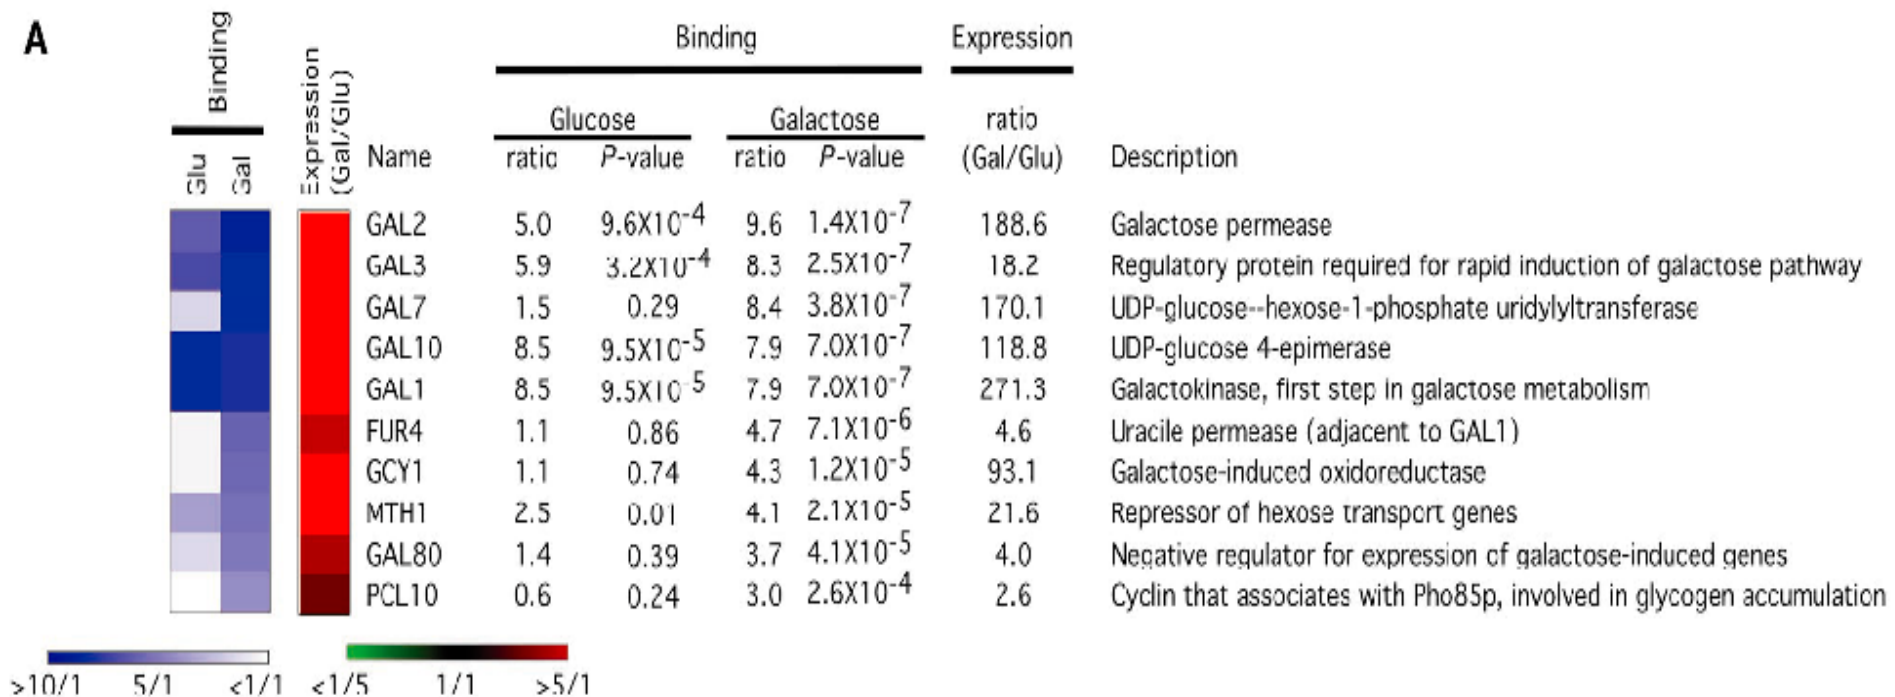 A
Binding
Glu Gal
Expression
(Gal/Glu)
Binding Expression
Glucose Galactose ratio
Name ratio P-value ratio P-value (Gal/Glu) Description
GAL2 5.0 9.6X10-4 9.6 1.4X10-7 188.6 Galactose permease
GAL3 5.9 3.2X10-4 8.3 2.5X10-7 18.2 Regulatory protein required for rapid induction of galactose pathway
GAL7 1.5 0.29 8.4 3.8X10-7 170.1 UDP-glucose--hexose-1-phosphate uridylyltransferase
GAL10 8.5 9.5X10-5 7.9 7.0X10-7 118.8 UDP-glucose 4-epimerase
GAL1 8.5 9.5X10-5 7.9 7.0X10-7 271.3 Galactokinase, first step in galactose metabolism
FUR4 1.1 0.86 4.7 7.1X10-6 4.6 Uracile permease (adjacent to GAL1)
GCY1 1.1 0.74 4.3 1.2X10-5 93.1 Galactose-induced oxidoreductase
MTH1 2.5 0.01 4.1 2.1X10-5 21.6 Repressor of hexose transport genes
GAL80 1.4 0.39 3.7 4.1X10-5 4.0 Negative regulator for expression of galactose-induced genes
PCL10 0.6 0.24 3.0 2.6X10-4 2.6 Cyclin that associates with Pho85p, involved in glycogen accumulation
>10/1 5/1 <1/1 <1/5 1/1 >5/1